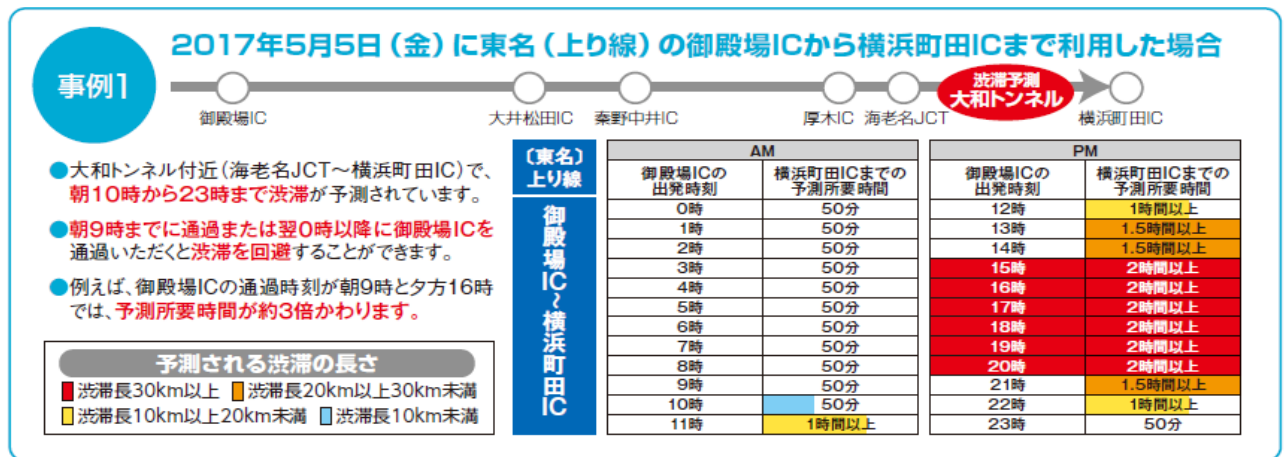 事例1
2017年5月5日（金）に東名（上り線）の御殿場ICから横浜町田ICまで利用した場合
渋滞予測
大和トンネル
御殿場IC 大井松田IC 秦野中井IC 厚木IC 海老名JCT 横浜町田IC
●大和トンネル付近（海老名JCT～横浜町田IC）で、
朝10時から23時まで渋滞が予測されています。
●朝9時までに通過または翌0時以降に御殿場ICを
通過いただくと渋滞を回避することができます。
●例えば、御殿場ICの通過時刻が朝9時と夕方16時
では、予測所要時間が約3倍かわります。
予測される渋滞の長さ
渋滞長30km以上 渋滞長20km以上30km未満
渋滞長10km以上20km未満 渋滞長10km未満
〔東名〕
上り線
御殿場IC～横浜町田IC
AM
御殿場ICの
出発時刻
横浜町田ICまでの
予測所要時間
0時 50分
1時 50分
2時 50分
3時 50分
4時 50分
5時 50分
6時 50分
7時 50分
8時 50分
9時 50分
10時 50分
11時 1時間以上
PM
御殿場ICの
出発時刻
横浜町田ICまでの
予測所要時間
12時 1時間以上
13時 1.5時間以上
14時 1.5時間以上
15時 2時間以上
16時 2時間以上
17時 2時間以上
18時 2時間以上
19時 2時間以上
20時 2時間以上
21時 1.5時間以上
22時 1時間以上
23時 50分